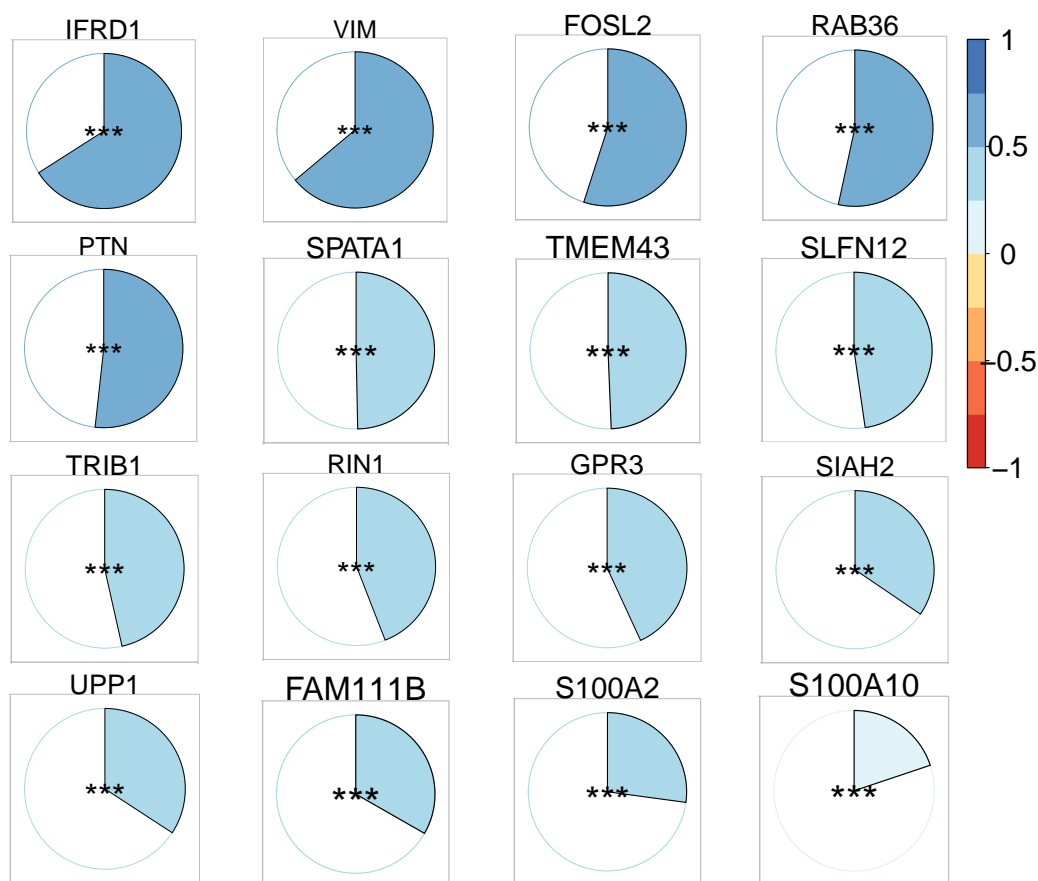 IFRD1 VIM FOSL2 RAB36
*** *** *** ***
PTN SPATA1 TMEM43 SLFN12
*** *** *** ***
TRIB1 RIN1 GPR3 SIAH2
*** *** *** ***
UPP1 FAM111B S100A2 S100A10
*** *** *** ***
1
0.5
0
−0.5
−1